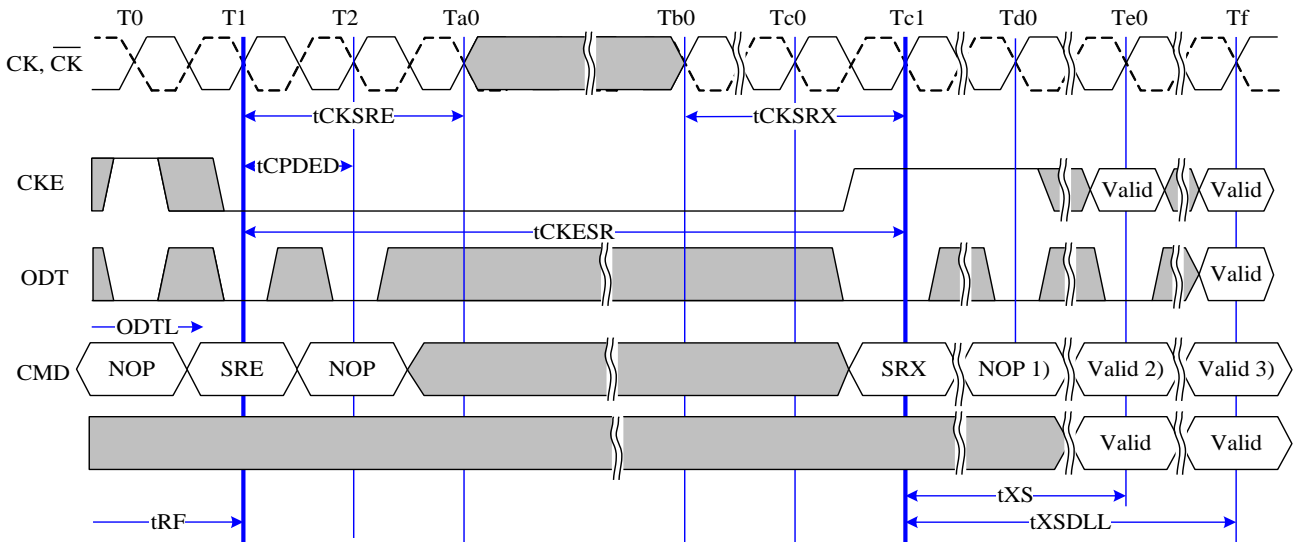 T0 T1 T2 Ta0 Tb0 Tc0 Tc1 Td0 Te0 Tf
CK, CK
tCKSRE tCKSRX
tCPDED
CKE Valid Valid
tCKESR
ODT Valid
ODTL
CMD NOP SRE NOP SRX NOP 1) Valid 2) Valid 3)
Valid Valid
tXS
tRF tXSDLL